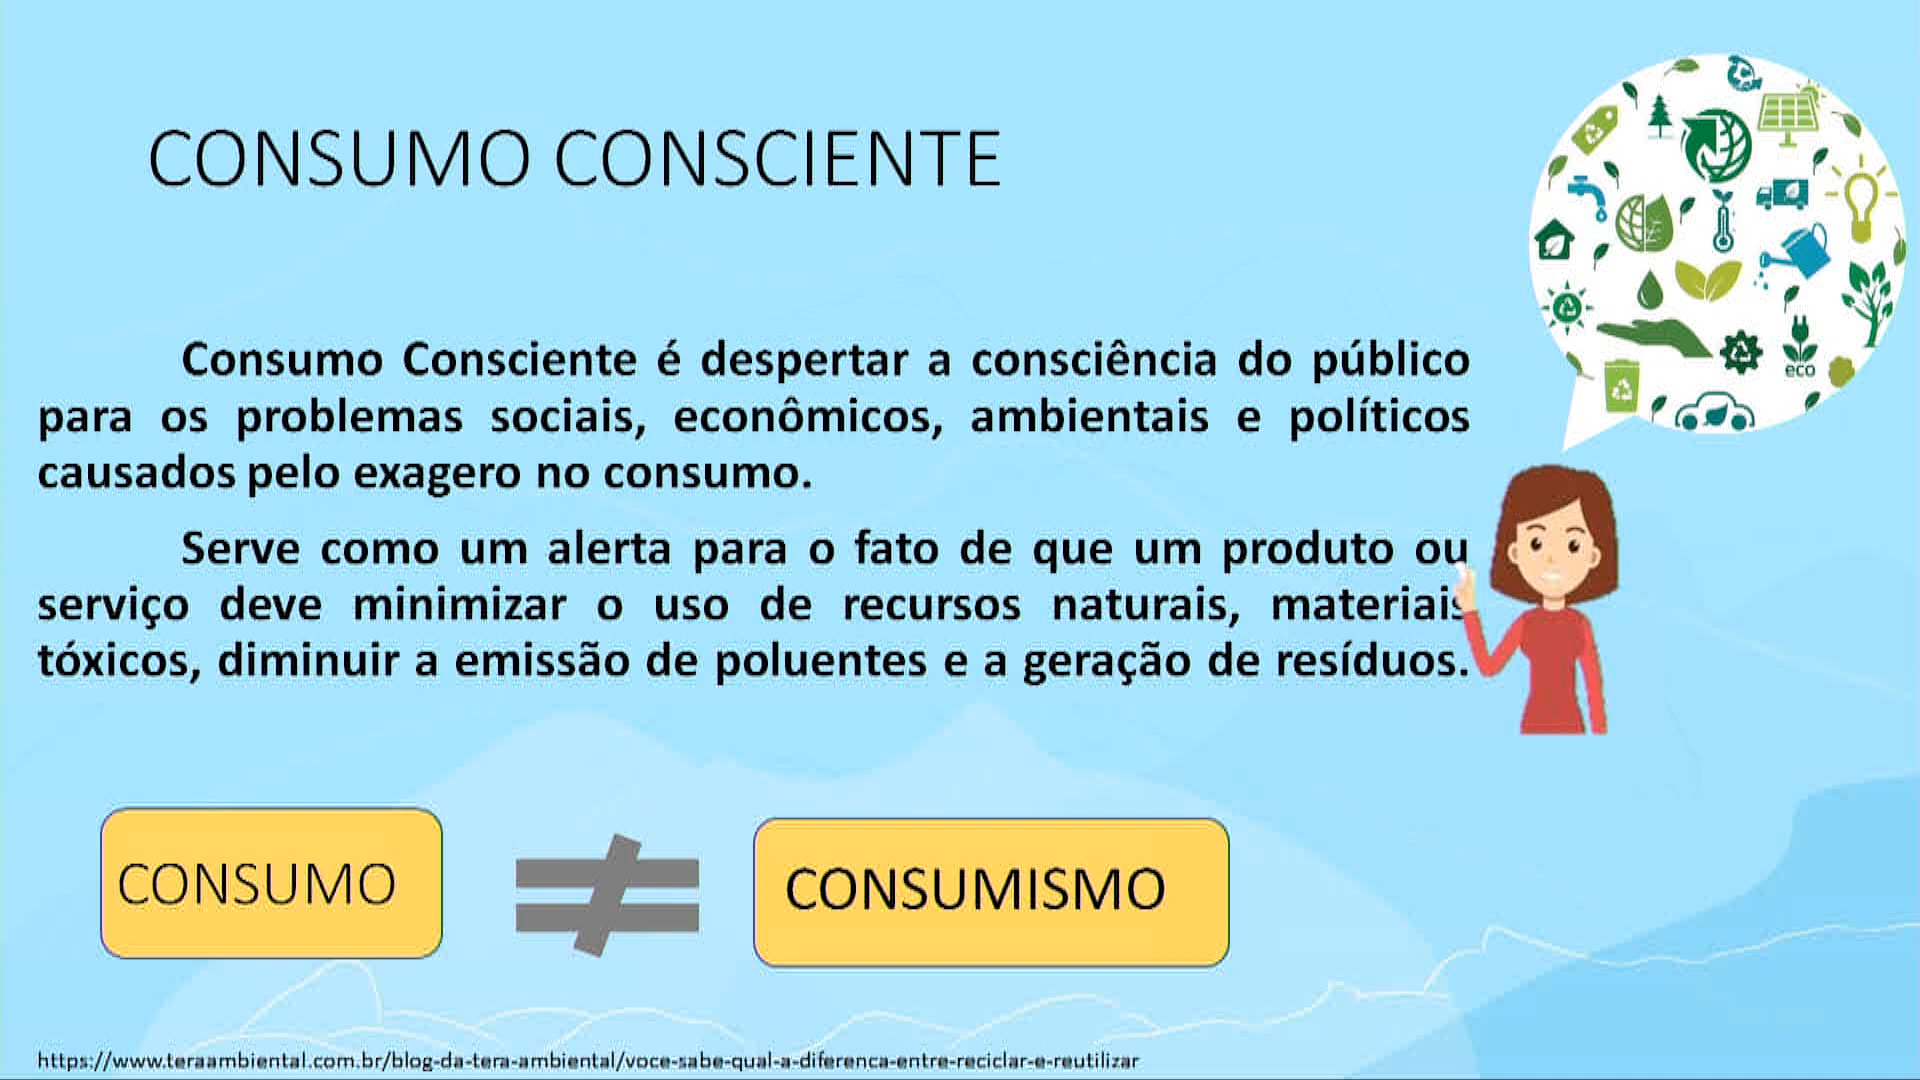 CONSUMO CONSCIENTE
Consumo Consciente é despertar a consciência do público
para os problemas sociais, econômicos, ambientais e políticos
causados pelo exagero no consumo.
Serve como um alerta para o fato de que um produto ou
serviço deve minimizar o uso de recursos naturais, materiais
tóxicos, diminuir a emissão de poluentes e a geração de resíduos.
eco
CONSUMO
CONSUMISMO
https://www.teraambiental.com.br/blog-da-tera-ambiental/voce-sabe-qual-a-diferenca-entre-reciclar-e-reutilizar